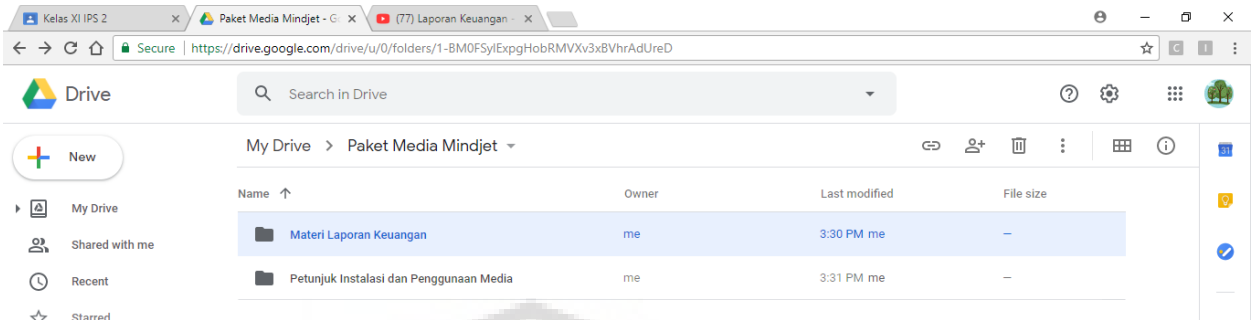 Kelas XI IPS 2
Paket Media Mindjet - G
(77) Laporan Keuangan -
Secure https://drive.google.com/drive/u/0/folders/1-BM0FSylExpgHobRMVXv3xBVhrAdUreD
C
I
Drive
Search in Drive
New
My Drive > Paket Media Mindjet
31
Name Owner Last modified File size
My Drive
Materi Laporan Keuangan me 3:30 PM me –
Shared with me
Recent
Petunjuk Instalasi dan Penggunaan Media me 3:31 PM me –
Starred